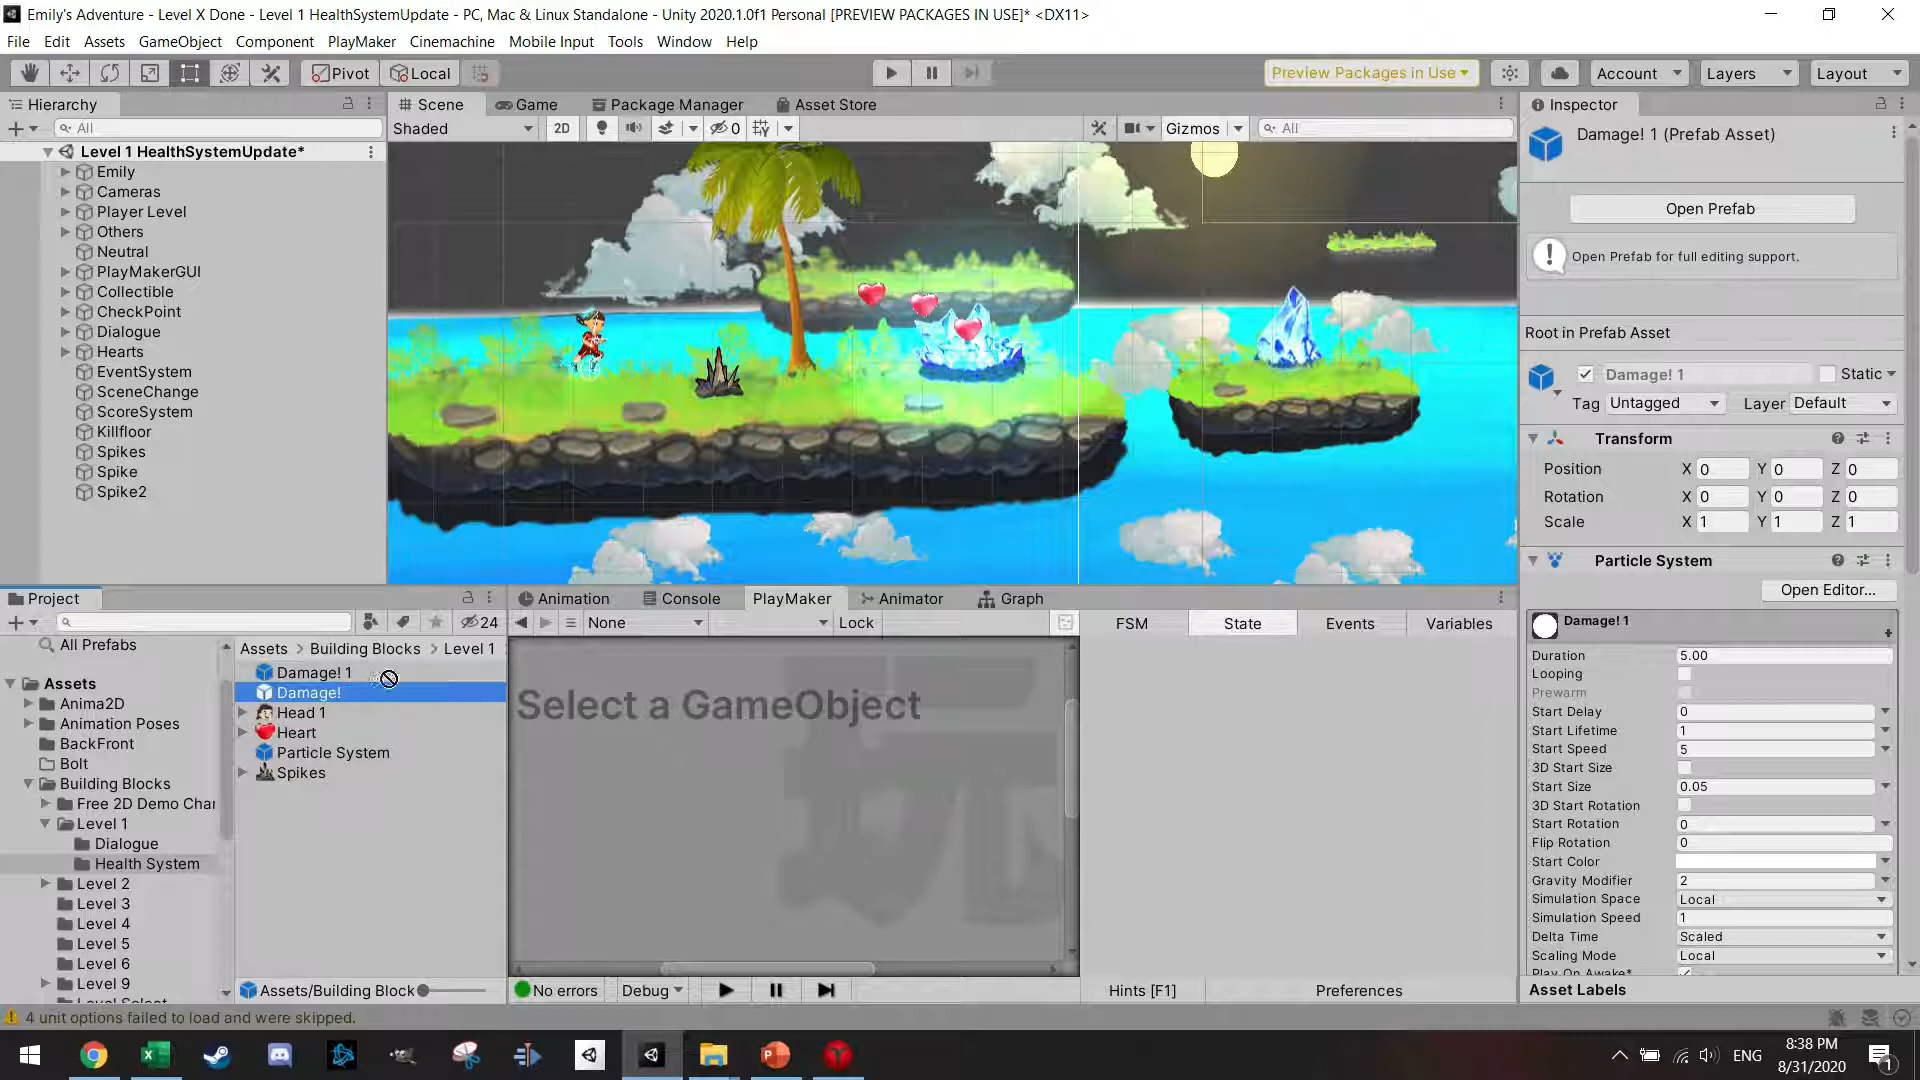 Emily's Adventure - Level X Done - Level 1 HealthSystemUpdate - PC, Mac & Linux Standalone - Unity 2020.1.0f1 Personal [PREVIEW PACKAGES IN USE]* <DX11>
File Edit Assets GameObject Component PlayMaker Cinemachine Mobile Input Tools Window Help
Pivot Local Preview Packages in Use Account Layers Layout
Hierarchy Scene Game Package Manager Asset Store Inspector
All Shaded 2D 0 Gizmos All
Damage! 1 (Prefab Asset)
Level 1 HealthSystemUpdate*
Emily
Cameras
Player Level
Others
Neutral
PlayMakerGUI
Collectible
CheckPoint
Dialogue
Hearts
EventSystem
SceneChange
ScoreSystem
Killfloor
Spikes
Spike
Spike2
Open Prefab
Open Prefab for full editing support.
Root in Prefab Asset
Damage! 1 Static
Tag Untagged Layer Default
Transform
Position X 0 Y 0 Z 0
Rotation X 0 Y 0 Z 0
Scale X 1 Y 1 Z 1
Particle System
Open Editor...
Damage! 1
Duration 5.00
Looping
Prewarm
Start Delay 0
Start Lifetime 1
Start Speed 5
3D Start Size
Start Size 0.05
3D Start Rotation
Start Rotation 0
Flip Rotation 0
Start Color
Gravity Modifier 2
Simulation Space Local
Simulation Speed 1
Delta Time Scaled
Scaling Mode Local
Play On Awake*
Asset Labels
Project
24
All Prefabs
Assets
Anima2D
Animation Poses
BackFront
Bolt
Building Blocks
Free 2D Demo Char
Level 1
Dialogue
Health System
Level 2
Level 3
Level 4
Level 5
Level 6
Level 9
Level Select
Assets > Building Blocks > Level 1
Damage! 1
Damage!
Head 1
Heart
Particle System
Spikes
Assets/Building Block
Animation Console PlayMaker Animator Graph
None Lock FSM State Events Variables
Select a GameObject
No errors Debug Hints [F1] Preferences
4 unit options failed to load and were skipped.
ENG
8:38 PM
8/31/2020
1